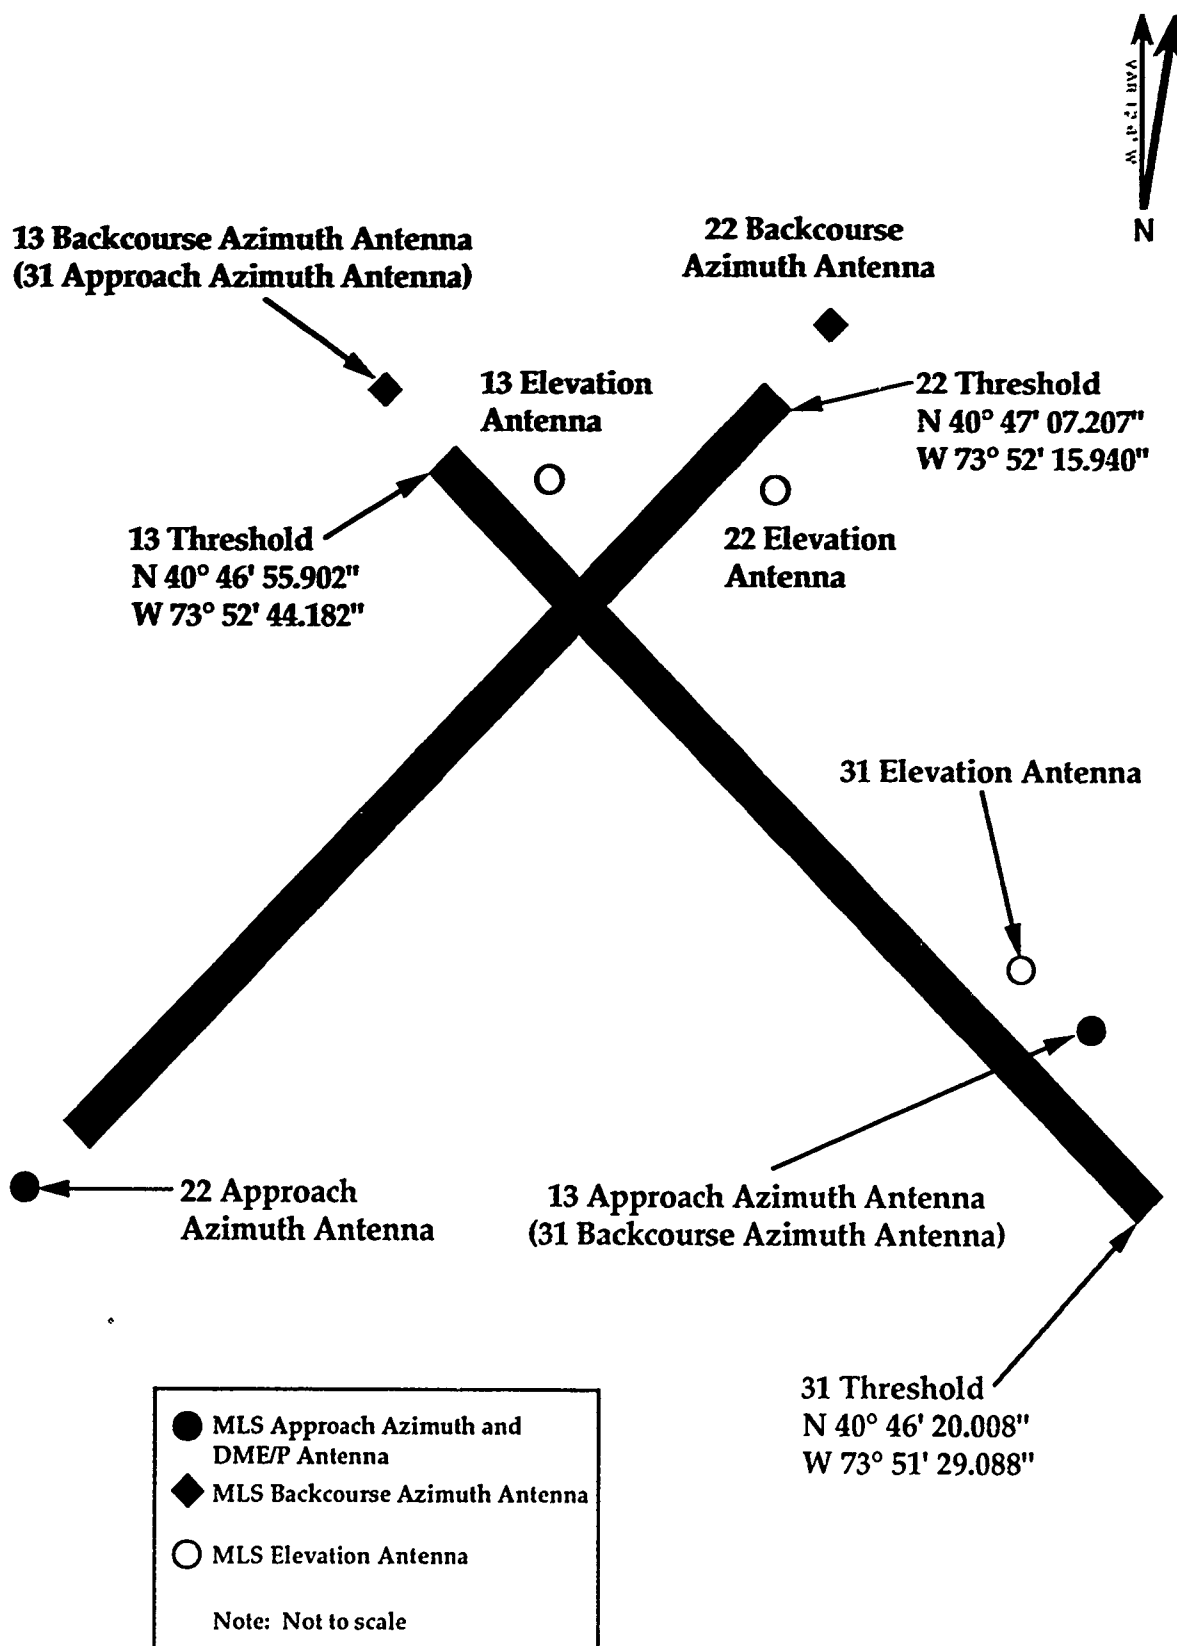 N
13 Backcourse Azimuth Antenna
(31 Approach Azimuth Antenna)
22 Backcourse
Azimuth Antenna
13 Elevation
Antenna
22 Threshold
N 40° 47' 07.207"
W 73° 52' 15.940"
13 Threshold
N 40° 46' 55.902"
W 73° 52' 44.182"
22 Elevation
Antenna
31 Elevation Antenna
22 Approach
Azimuth Antenna
13 Approach Azimuth Antenna
(31 Backcourse Azimuth Antenna)
31 Threshold
N 40° 46' 20.008"
W 73° 51' 29.088"
MLS Approach Azimuth and
DME/P Antenna
MLS Backcourse Azimuth Antenna
MLS Elevation Antenna
Note: Not to scale